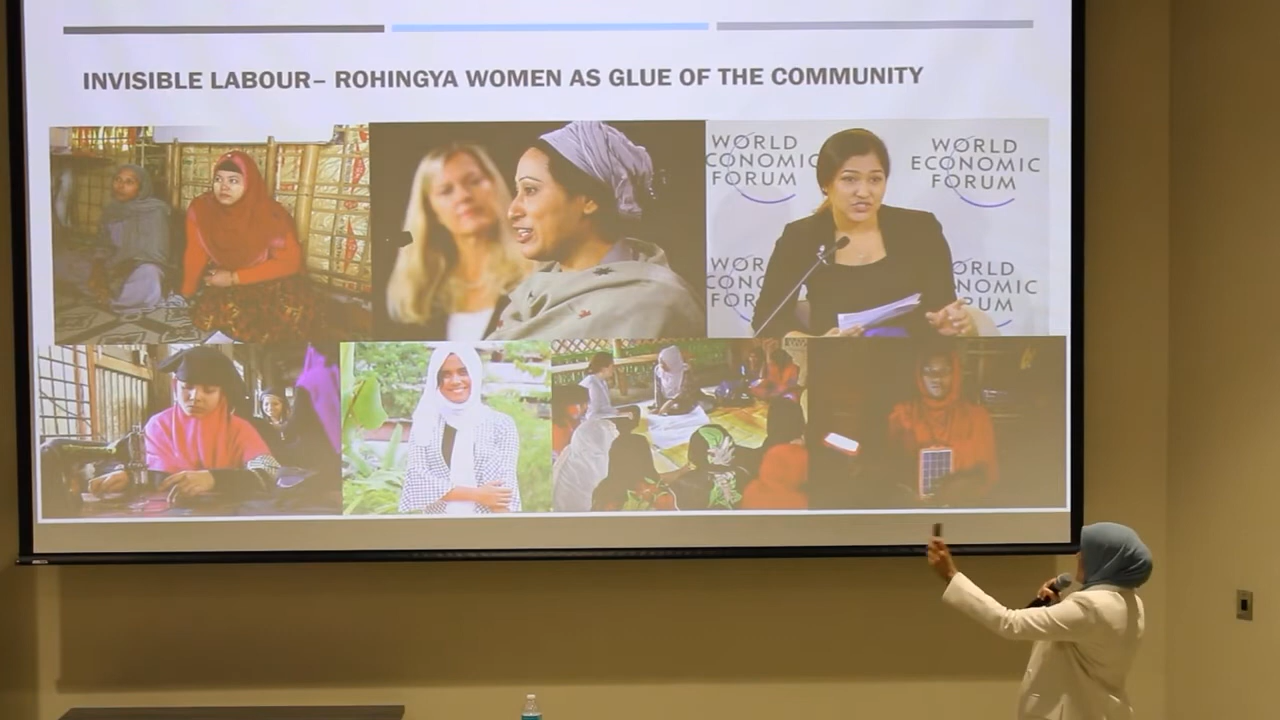 INVISIBLE LABOUR– ROHINGYA WOMEN AS GLUE OF THE COMMUNITY
WORLD
ECONOMIC
FORUM
WORLD
ECONOMIC
FORUM